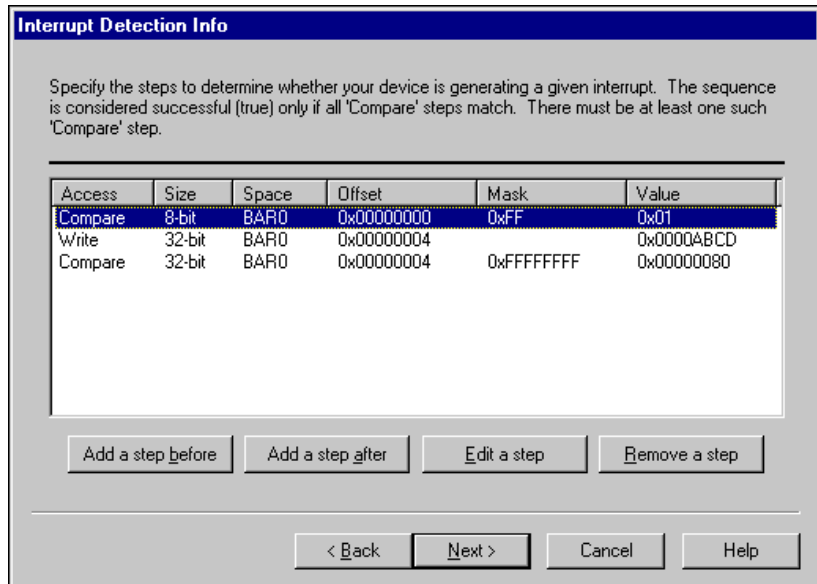 Interrupt Detection Info
Specify the steps to determine whether your device is generating a given interrupt. The sequence
is considered successful (true) only if all 'Compare' steps match. There must be at least one such
'Compare' step.
Access Size Space Offset Mask Value
Compare 8-bit BAR0 0x00000000 0xFF 0x01
Write 32-bit BAR0 0x00000004 0x0000ABCD
Compare 32-bit BAR0 0x00000004 0xFFFFFFFF 0x00000080
Add a step before Add a step after Edit a step Remove a step
< Back Next > Cancel Help